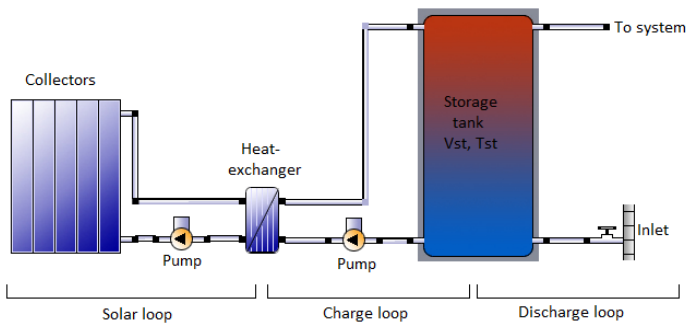 To system
Collectors
Storage
tank
Vst, Tst
Heat-
exchanger
Inlet
Pump
Pump
Solar loop
Charge loop
Discharge loop